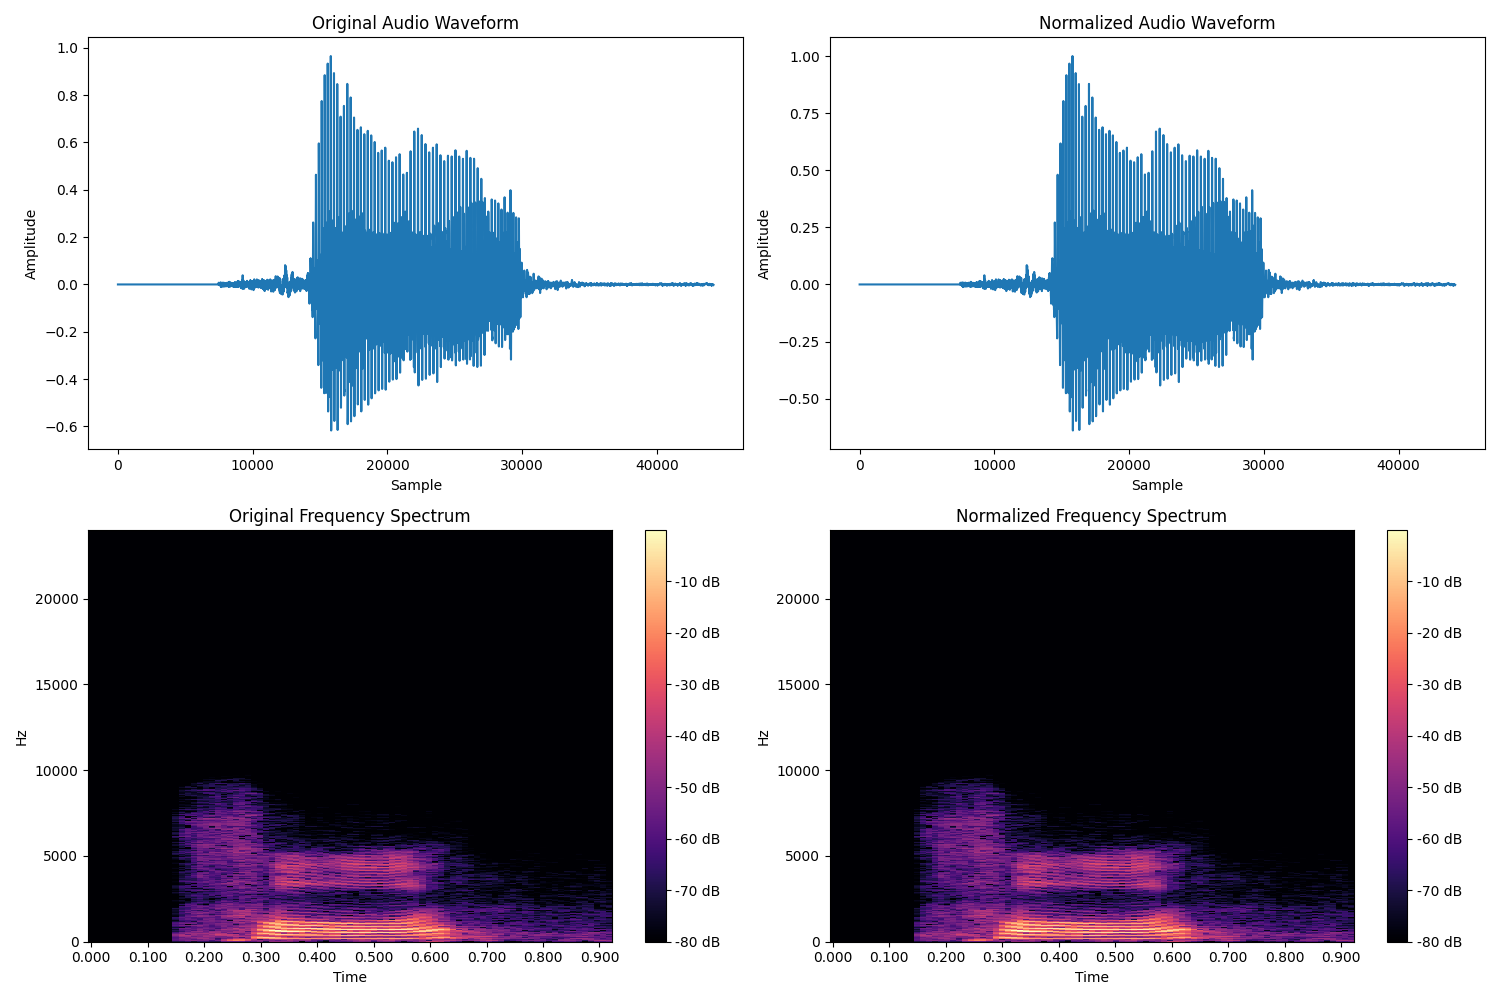 Original Audio Waveform
1.0
0.8
0.6
0.4
0.2
0.0
−0.2
−0.4
−0.6
Amplitude
0 10000 20000 30000 40000
Sample
Normalized Audio Waveform
1.00
0.75
0.50
0.25
0.00
−0.25
−0.50
Amplitude
0 10000 20000 30000 40000
Sample
Original Frequency Spectrum
20000
15000
10000
5000
0
Hz
0.000 0.100 0.200 0.300 0.400 0.500 0.600 0.700 0.800 0.900
Time
-10 dB
-20 dB
-30 dB
-40 dB
-50 dB
-60 dB
-70 dB
-80 dB
Normalized Frequency Spectrum
20000
15000
10000
5000
0
Hz
0.000 0.100 0.200 0.300 0.400 0.500 0.600 0.700 0.800 0.900
Time
-10 dB
-20 dB
-30 dB
-40 dB
-50 dB
-60 dB
-70 dB
-80 dB